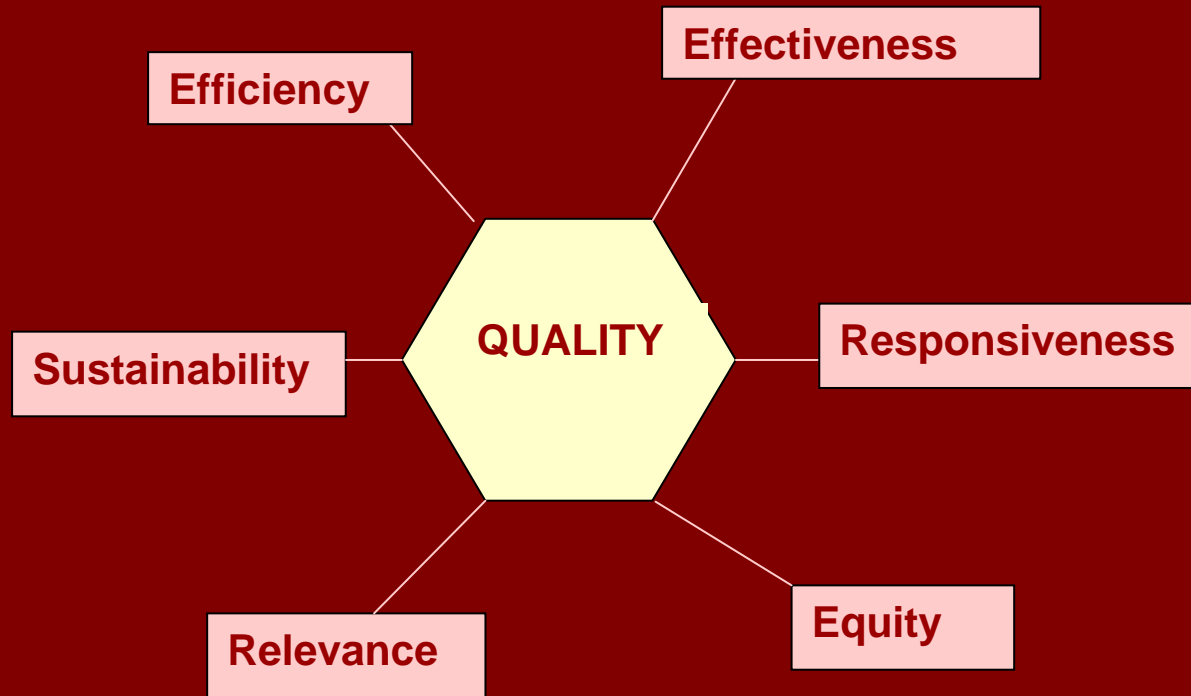 Effectiveness
Efficiency
QUALITY
Responsiveness
Sustainability
Equity
Relevance